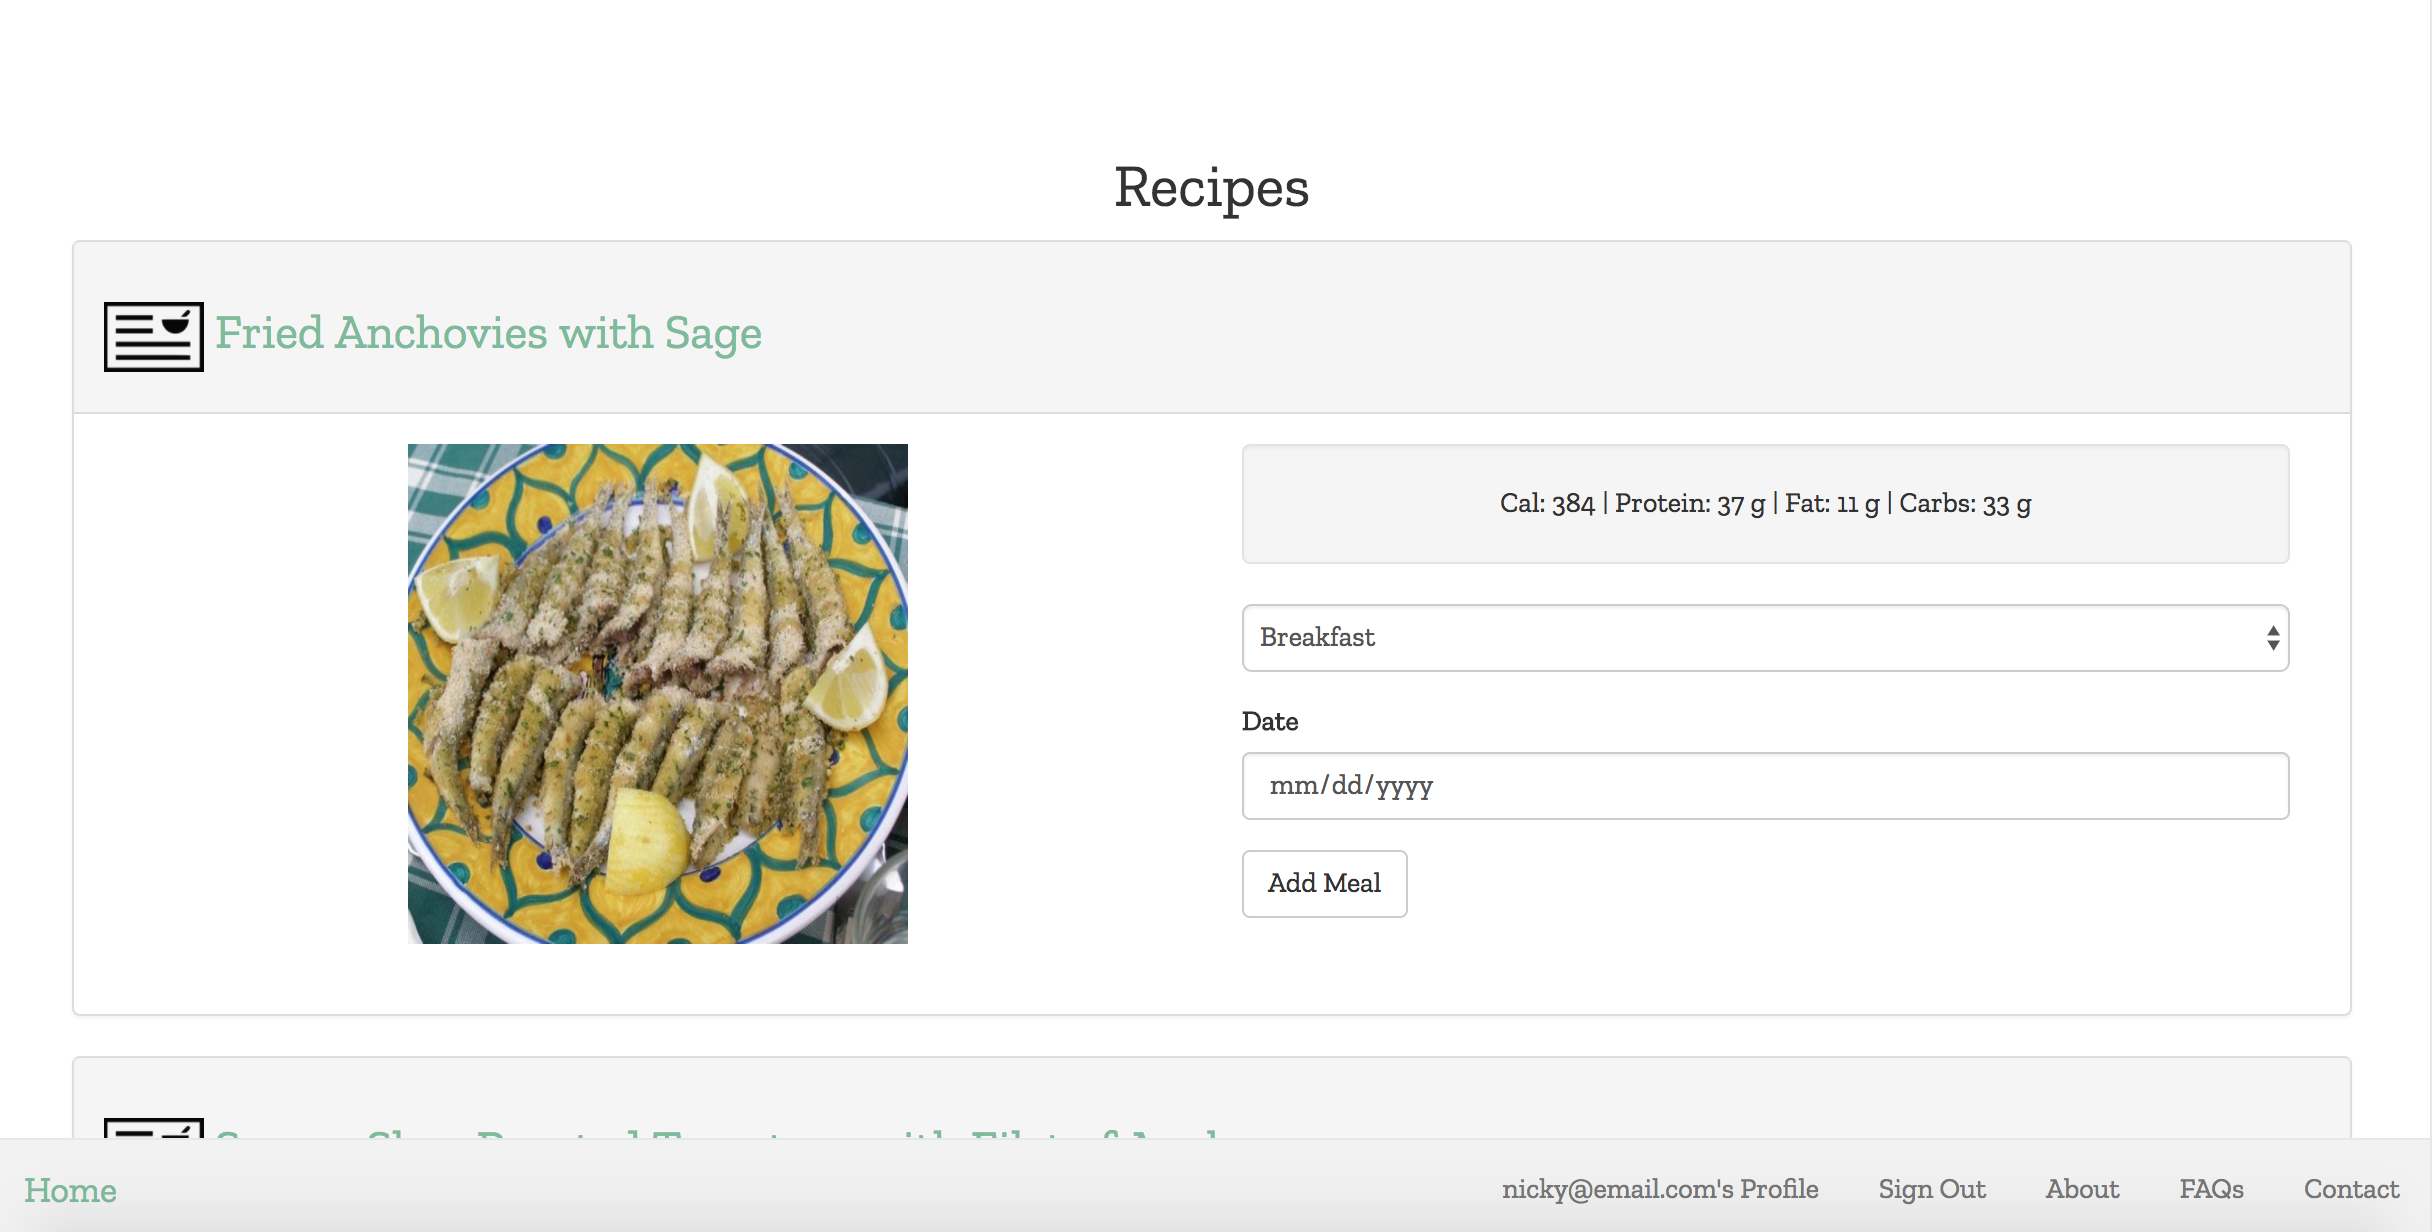 Recipes
Fried Anchovies with Sage
Cal: 384 | Protein: 37 g | Fat: 11 g | Carbs: 33 g
Breakfast
Date
mm/dd/yyyy
Add Meal
Home
nicky@email.com's Profile
Sign Out
About
FAQs
Contact